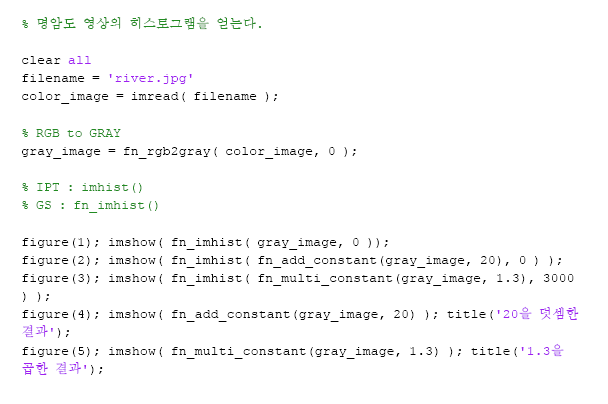 % 명암도 영상의 히스토그램을 얻는다.
clear all
filename = 'river.jpg'
color_image = imread( filename );
% RGB to GRAY
gray_image = fn_rgb2gray( color_image, 0 );
% IPT : imhist()
% GS : fn_imhist()
figure(1); imshow( fn_imhist( gray_image, 0 ));
figure(2); imshow( fn_imhist( fn_add_constant(gray_image, 20), 0 ) );
figure(3); imshow( fn_imhist( fn_multi_constant(gray_image, 1.3), 3000
) );
figure(4); imshow( fn_add_constant(gray_image, 20) ); title('20을 덧셈한
결과');
figure(5); imshow( fn_multi_constant(gray_image, 1.3) ); title('1.3을
곱한 결과');